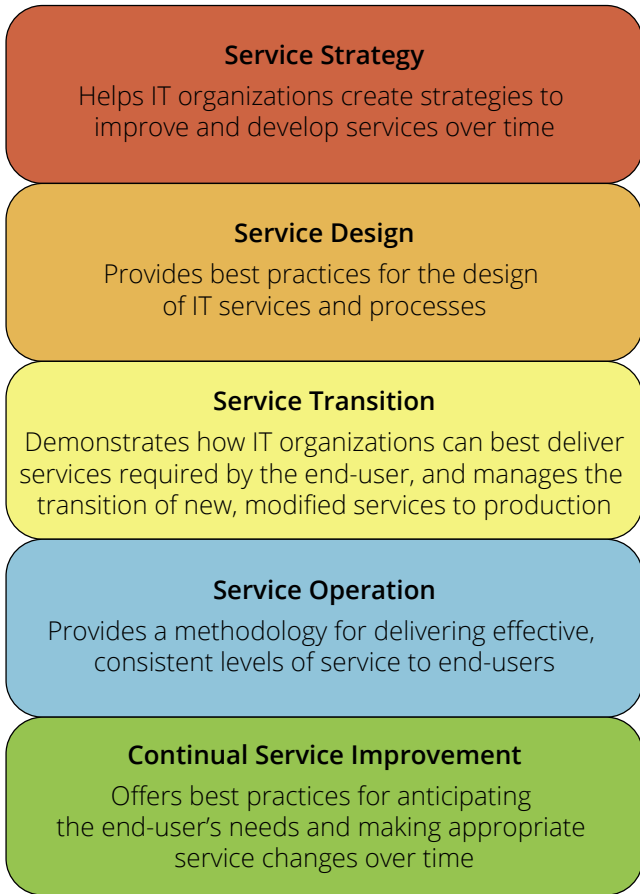 Service Strategy
Helps IT organizations create strategies to
improve and develop services over time
Service Design
Provides best practices for the design
of IT services and processes
Service Transition
Demonstrates how IT organizations can best deliver
services required by the end-user, and manages the
transition of new, modified services to production
Service Operation
Provides a methodology for delivering effective,
consistent levels of service to end-users
Continual Service Improvement
Offers best practices for anticipating
the end-user’s needs and making appropriate
service changes over time